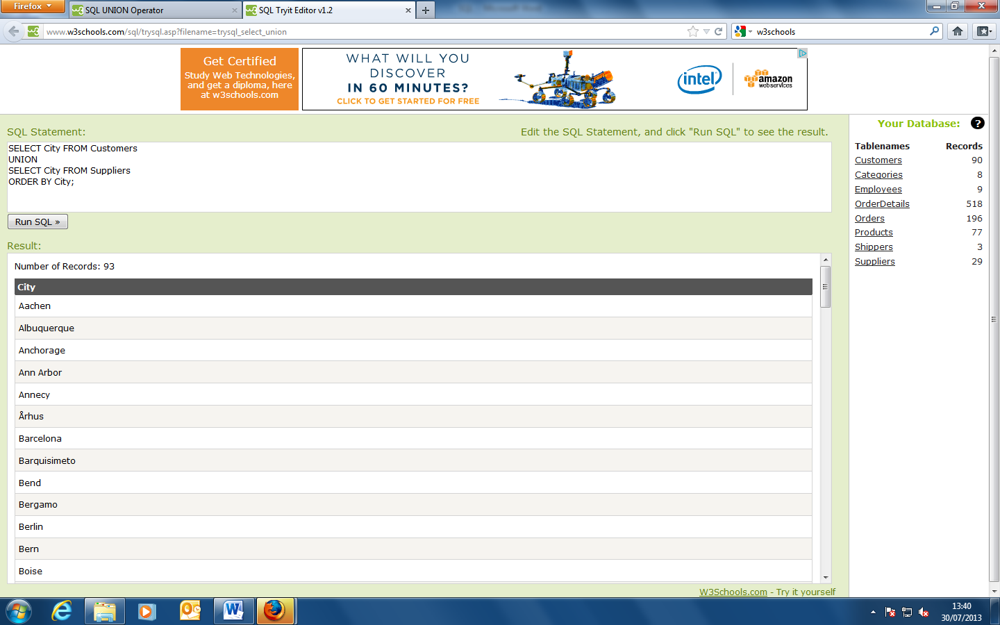 Firefox
SQL UNION Operator
SQL Tryit Editor v1.2
www.w3schools.com/sql/trysql.asp?filename=trysql_select_union
w3schools
Get Certified
Study Web Technologies,
and get a diploma, here
at w3schools.com
WHAT WILL YOU
DISCOVER
IN 60 MINUTES?
CLICK TO GET STARTED FOR FREE
intel
amazon
webservices
SQL Statement:
Edit the SQL Statement, and click "Run SQL" to see the result.
SELECT City FROM Customers
UNION
SELECT City FROM Suppliers
ORDER BY City;
Run SQL »
Result:
Number of Records: 93
City
Aachen
Albuquerque
Anchorage
Ann Arbor
Annecy
Århus
Barcelona
Barquisimeto
Bend
Bergamo
Berlin
Bern
Boise
W3Schools.com - Try it yourself
Your Database: ?
Tablenames Records
Customers 90
Categories 8
Employees 9
OrderDetails 518
Orders 196
Products 77
Shippers 3
Suppliers 29
13:40
30/07/2013